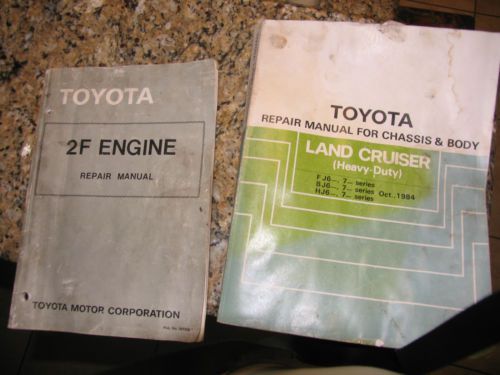 TOYOTA
2F ENGINE
REPAIR MANUAL
TOYOTA MOTOR CORPORATION
TOYOTA
REPAIR MANUAL FOR CHASSIS & BODY
LAND CRUISER
(Heavy-Duty)
FJ6–, 7– series
BJ6–, 7– series Oct.,1984
HJ6–, 7– series